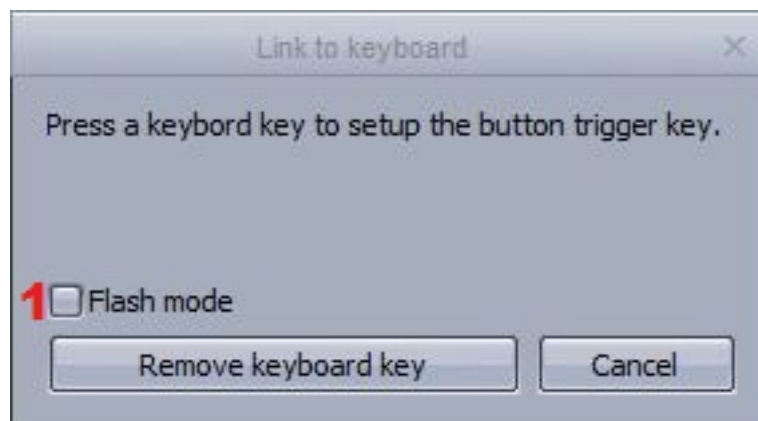 Link to keyboard
Press a keybord key to setup the button trigger key.
1 Flash mode
Remove keyboard key Cancel